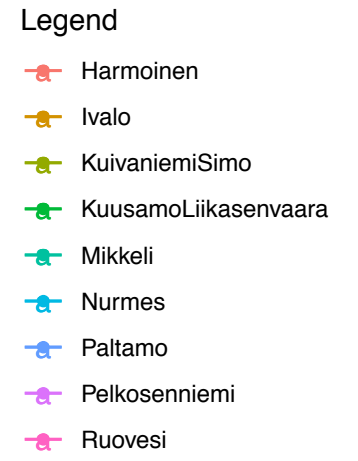 Legend
a Harmoinen
a Ivalo
a KuivaniemiSimo
a KuusamoLiikasenvaara
a Mikkeli
a Nurmes
a Paltamo
a Pelkosenniemi
a Ruovesi